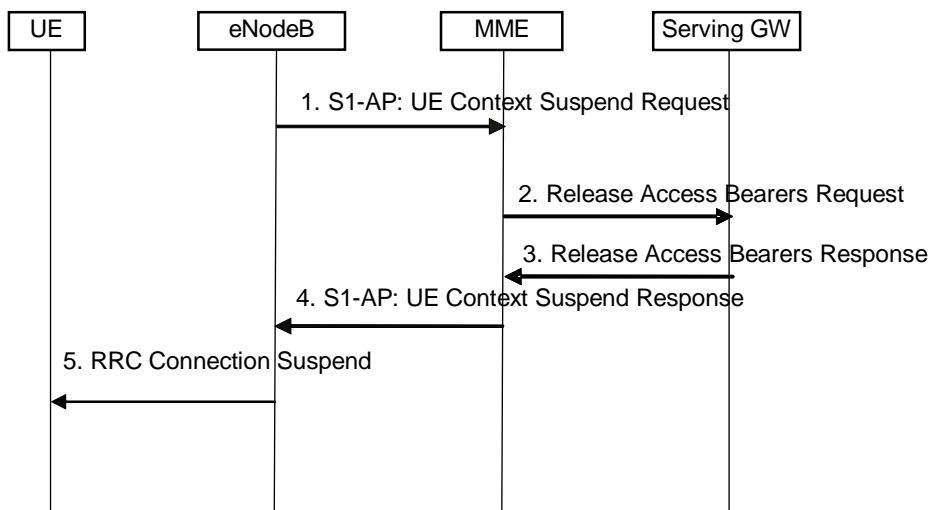 UE
eNodeB
MME
Serving GW
1. S1-AP: UE Context Suspend Request
2. Release Access Bearers Request
3. Release Access Bearers Response
4. S1-AP: UE Context Suspend Response
5. RRC Connection Suspend